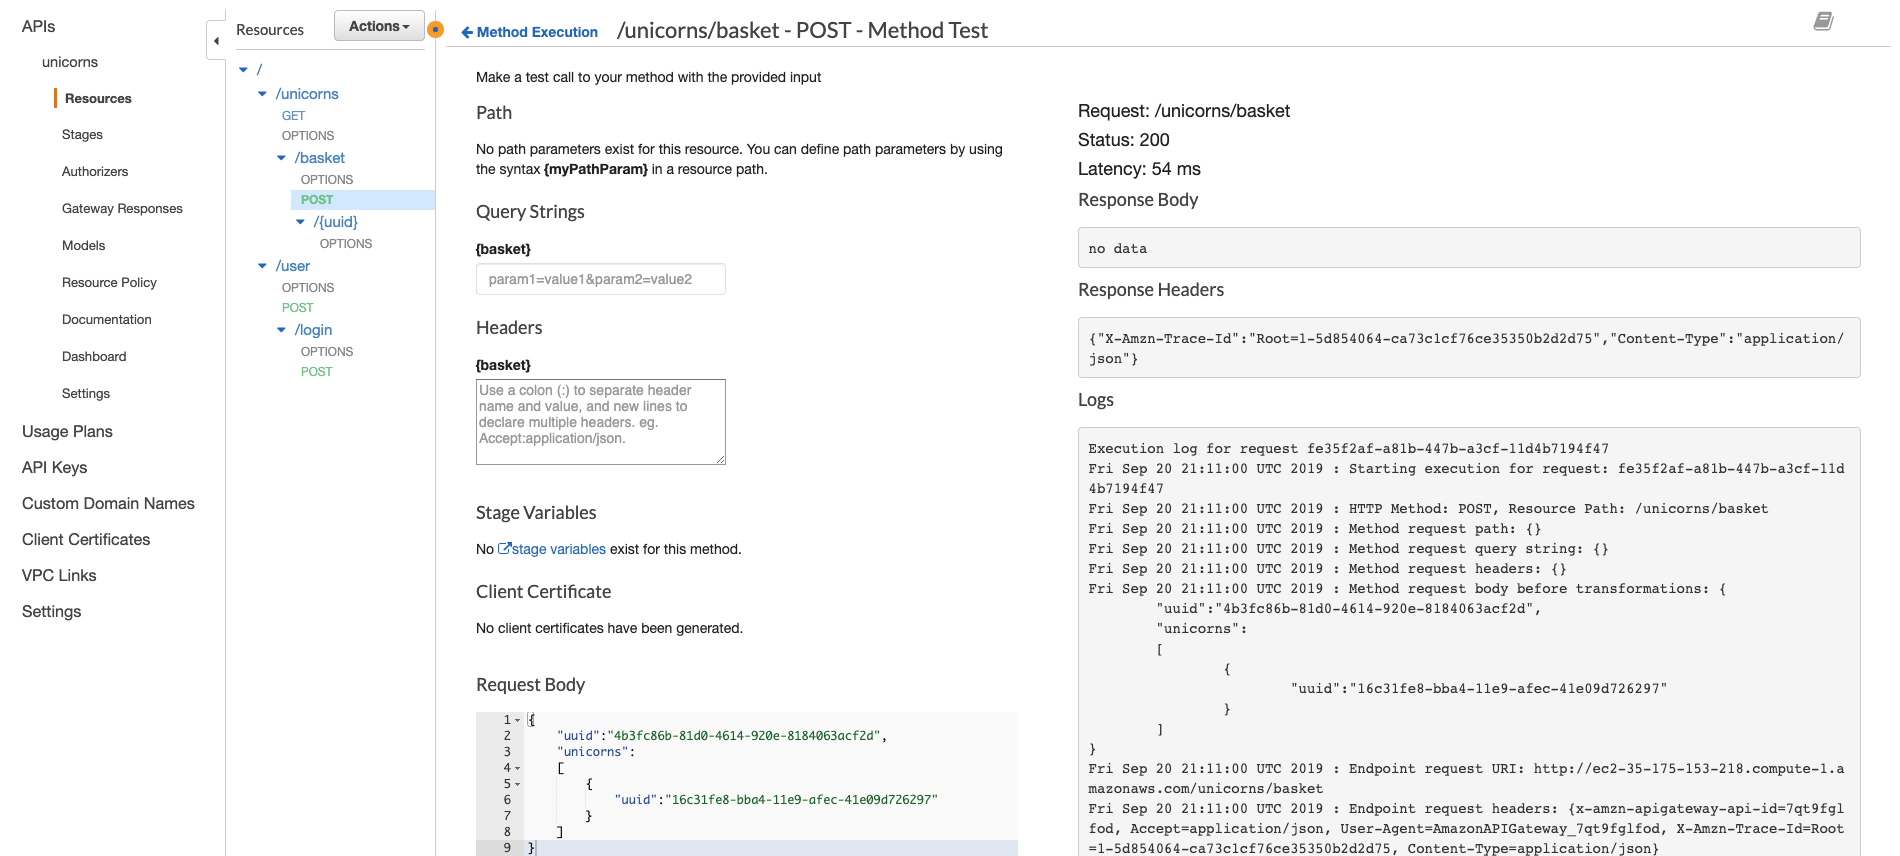 APIs
unicorns
Resources
Stages
Authorizers
Gateway Responses
Models
Resource Policy
Documentation
Dashboard
Settings
Usage Plans
API Keys
Custom Domain Names
Client Certificates
VPC Links
Settings
Resources
Actions
/
/unicorns
GET
OPTIONS
/basket
OPTIONS
POST
/{uuid}
OPTIONS
/user
OPTIONS
POST
/login
OPTIONS
POST
Method Execution /unicorns/basket - POST - Method Test
Make a test call to your method with the provided input
Path
No path parameters exist for this resource. You can define path parameters by using
the syntax {myPathParam} in a resource path.
Query Strings
{basket}
param1=value1&param2=value2
Headers
{basket}
Use a colon (:) to separate header
name and value, and new lines to
declare multiple headers. eg.
Accept:application/json.
Stage Variables
No stage variables exist for this method.
Client Certificate
No client certificates have been generated.
Request Body
1 {
2 "uuid":"4b3fc86b-81d0-4614-920e-8184063acf2d",
3 "unicorns":
4 [
5 {
6 "uuid":"16c31fe8-bba4-11e9-afec-41e09d726297"
7 }
8 ]
9 }
Request: /unicorns/basket
Status: 200
Latency: 54 ms
Response Body
no data
Response Headers
{"X-Amzn-Trace-Id":"Root=1-5d854064-ca73c1cf76ce35350b2d2d75","Content-Type":"application/
json"}
Logs
Execution log for request fe35f2af-a81b-447b-a3cf-11d4b7194f47
Fri Sep 20 21:11:00 UTC 2019 : Starting execution for request: fe35f2af-a81b-447b-a3cf-11d
4b7194f47
Fri Sep 20 21:11:00 UTC 2019 : HTTP Method: POST, Resource Path: /unicorns/basket
Fri Sep 20 21:11:00 UTC 2019 : Method request path: {}
Fri Sep 20 21:11:00 UTC 2019 : Method request query string: {}
Fri Sep 20 21:11:00 UTC 2019 : Method request headers: {}
Fri Sep 20 21:11:00 UTC 2019 : Method request body before transformations: {
"uuid":"4b3fc86b-81d0-4614-920e-8184063acf2d",
"unicorns":
[
{
"uuid":"16c31fe8-bba4-11e9-afec-41e09d726297"
}
]
}
Fri Sep 20 21:11:00 UTC 2019 : Endpoint request URI: http://ec2-35-175-153-218.compute-1.a
mazonaws.com/unicorns/basket
Fri Sep 20 21:11:00 UTC 2019 : Endpoint request headers: {x-amzn-apigateway-api-id=7qt9fgl
fod, Accept=application/json, User-Agent=AmazonAPIGateway_7qt9fglfod, X-Amzn-Trace-Id=Root
=1-5d854064-ca73c1cf76ce35350b2d2d75, Content-Type=application/json}